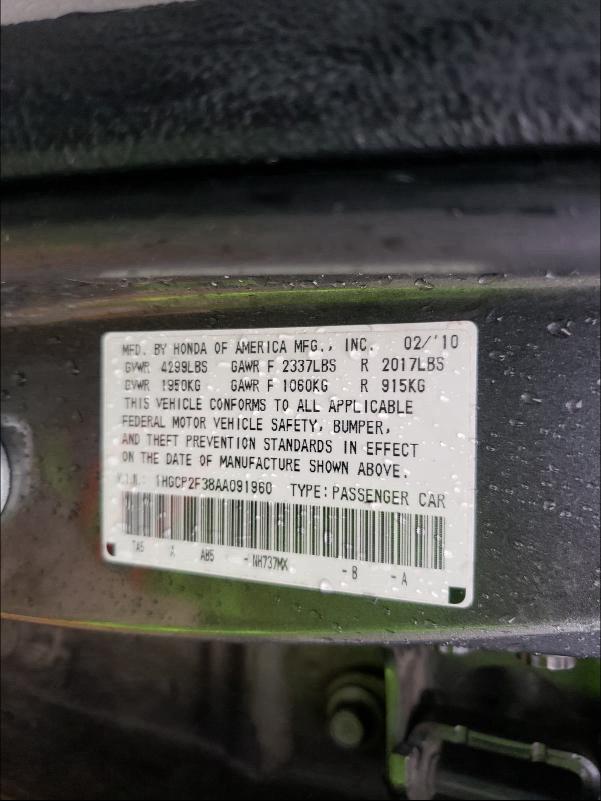 MFD. BY HONDA OF AMERICA MFG., INC. 02/'10
GVWR 4299LBS GAWR F 2337LBS R 2017LBS
GVWR 1950KG GAWR F 1060KG R 915KG
THIS VEHICLE CONFORMS TO ALL APPLICABLE
FEDERAL MOTOR VEHICLE SAFETY, BUMPER,
AND THEFT PREVENTION STANDARDS IN EFFECT
ON THE DATE OF MANUFACTURE SHOWN ABOVE.
V.I.N.: 1HGCP2F38AA091960 TYPE: PASSENGER CAR
TA5 X AB5 - NH737MX - B - A